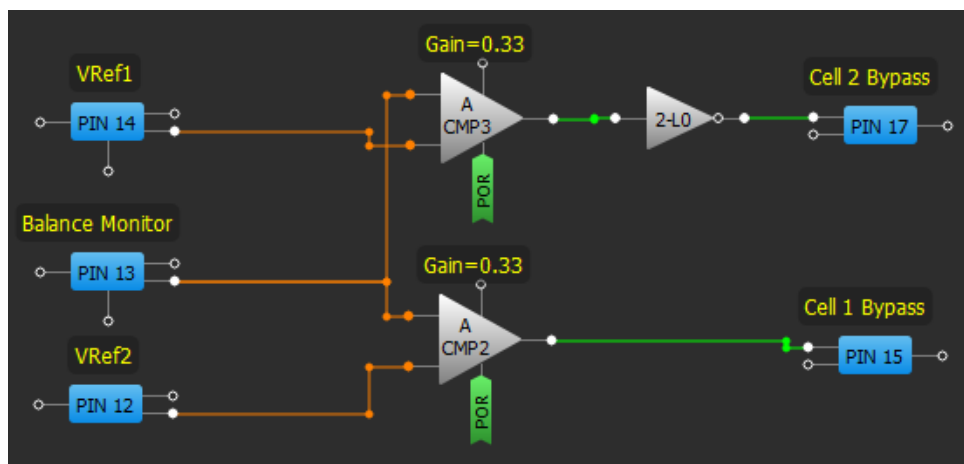 Gain=0.33
VRef1
PIN 14
A
CMP3
POR
2-L0
Cell 2 Bypass
PIN 17
Balance Monitor
PIN 13
Gain=0.33
A
CMP2
POR
Cell 1 Bypass
PIN 15
VRef2
PIN 12